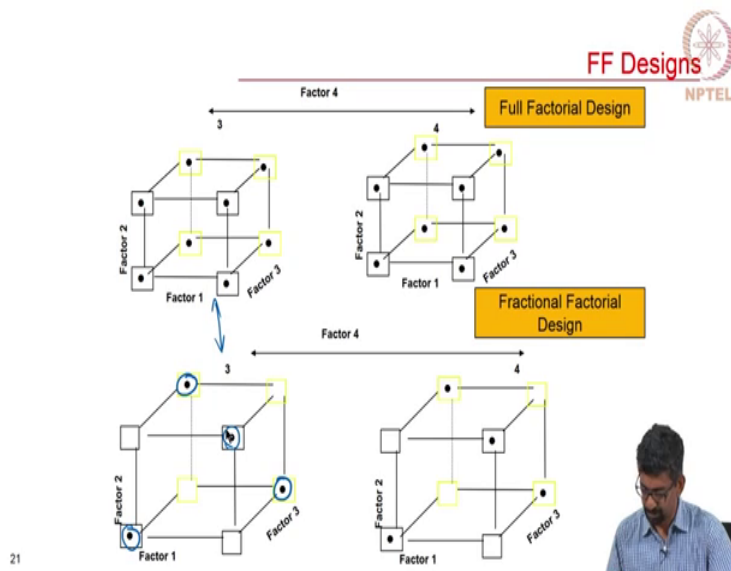 FF Designs
NPTEL
Factor 4
Full Factorial Design
3
4
Factor 2
Factor 1
Factor 3
Factor 2
Factor 1
Factor 3
Fractional Factorial
Design
Factor 4
3
4
Factor 2
Factor 1
Factor 3
Factor 2
Factor 1
Factor 3
21